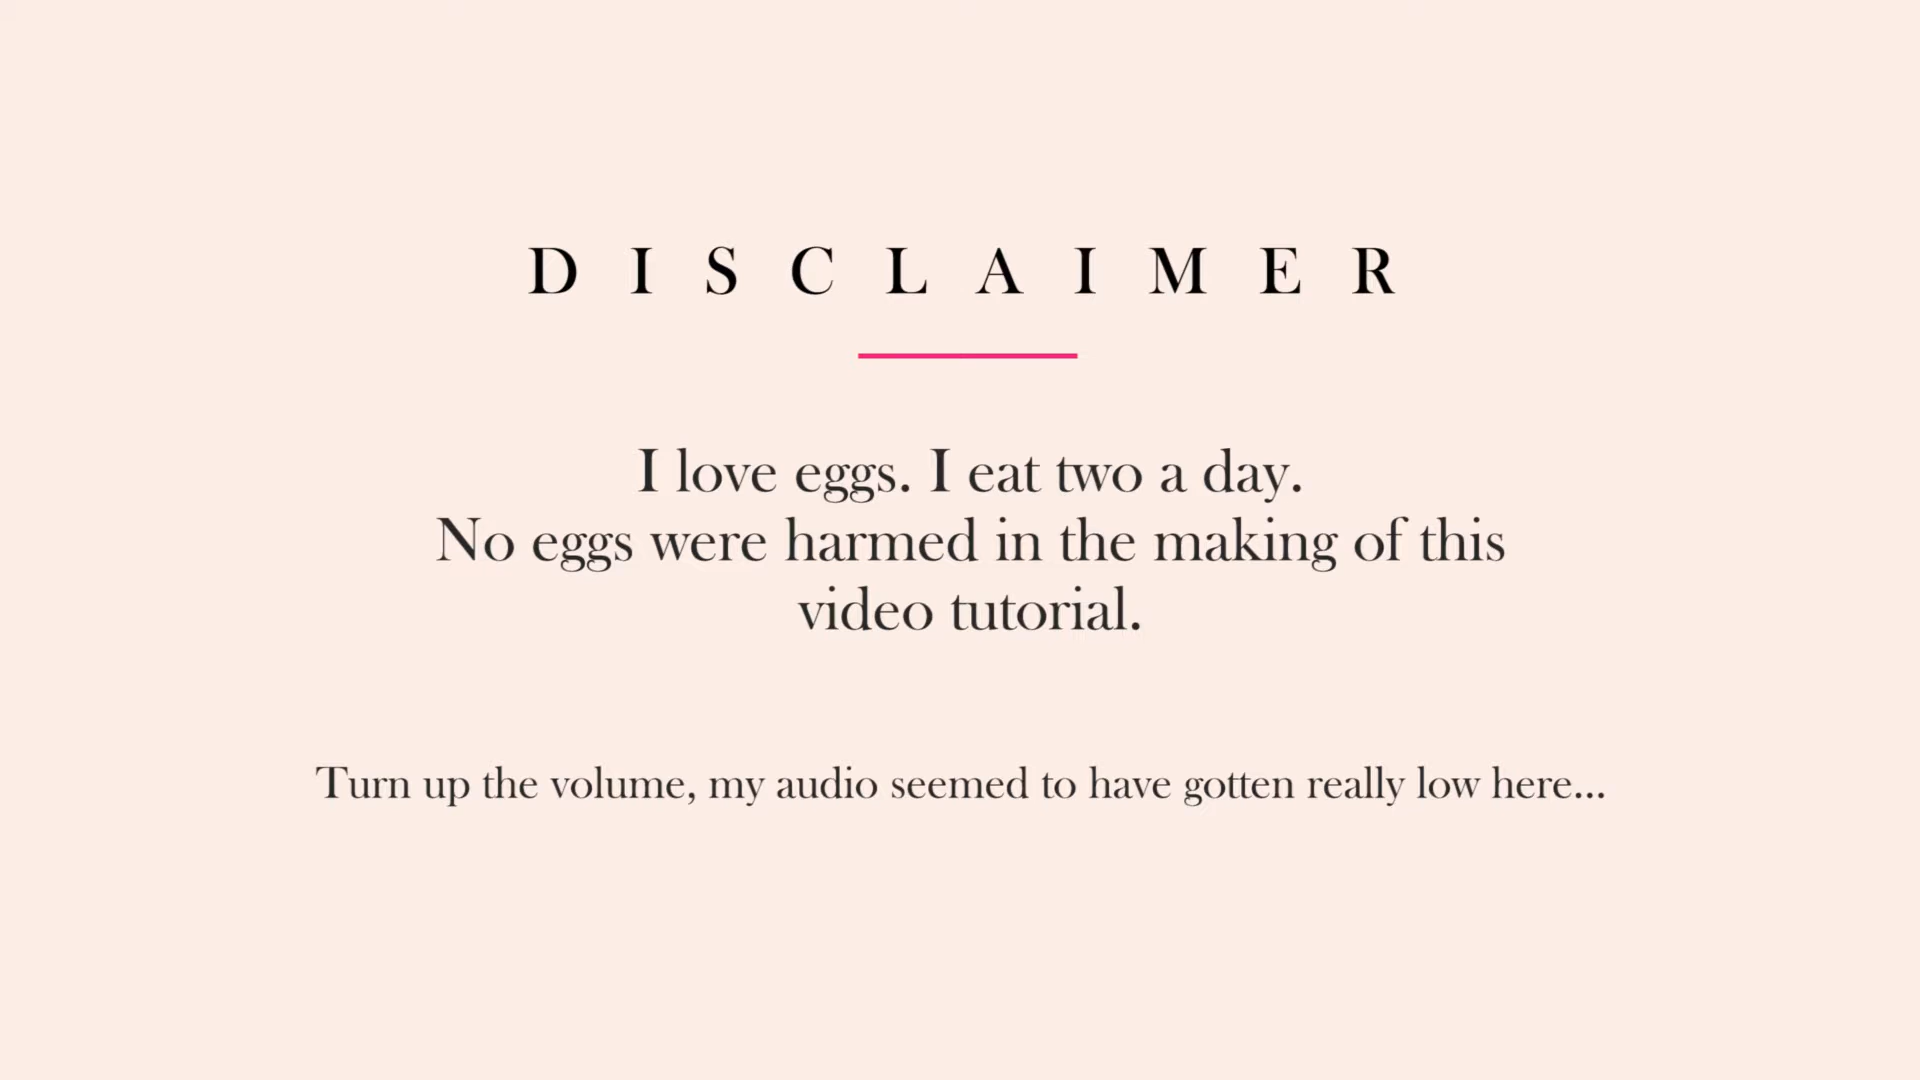 DISCLAIMER
I love eggs. I eat two a day.
No eggs were harmed in the making of this
video tutorial.
Turn up the volume, my audio seemed to have gotten really low here...